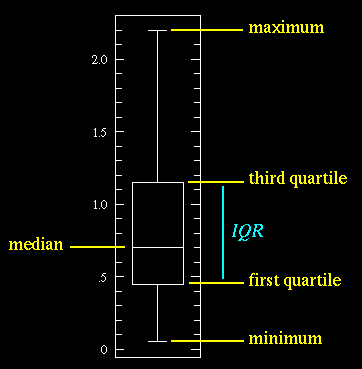 maximum
2.0
1.5
third quartile
1.0
IQR
median
.5
first quartile
minimum
0